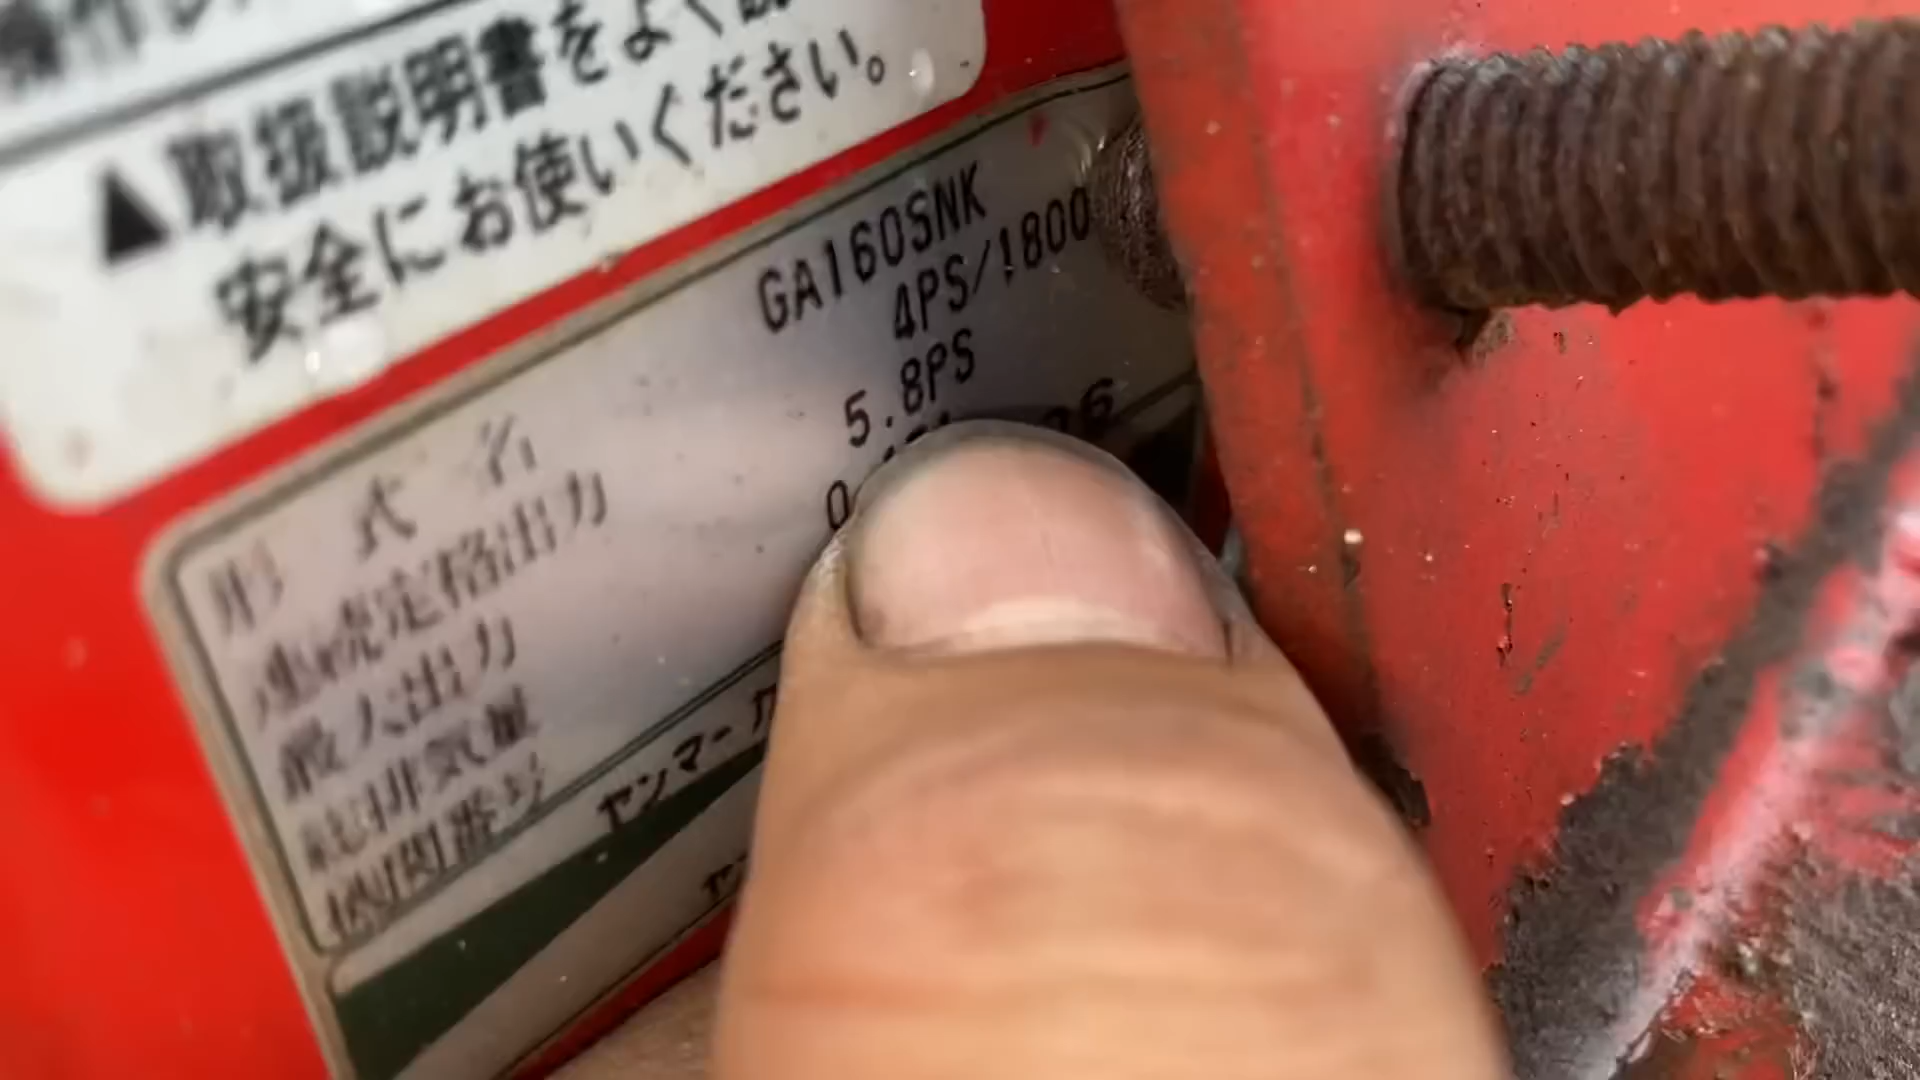 ▲取扱説明書をよく読
安全にお使いください。
形式名 GA160SNK
連続定格出力 4PS/1800
最大出力 5.8PS
総排気量 0.
機関番号
ヤンマー